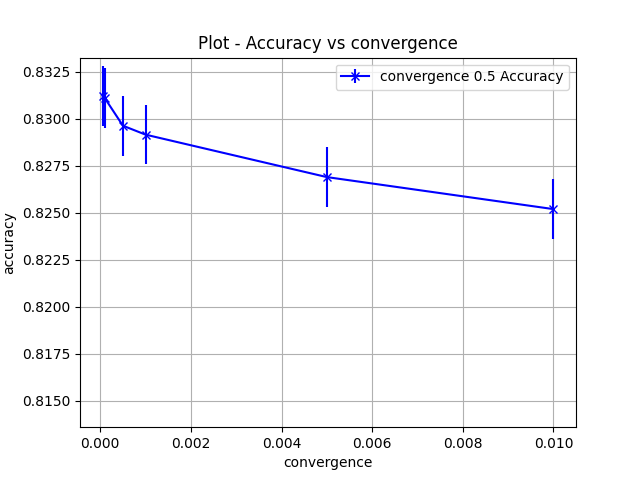 Plot - Accuracy vs convergence
convergence 0.5 Accuracy
accuracy
0.8325
0.8300
0.8275
0.8250
0.8225
0.8200
0.8175
0.8150
0.000 0.002 0.004 0.006 0.008 0.010
convergence